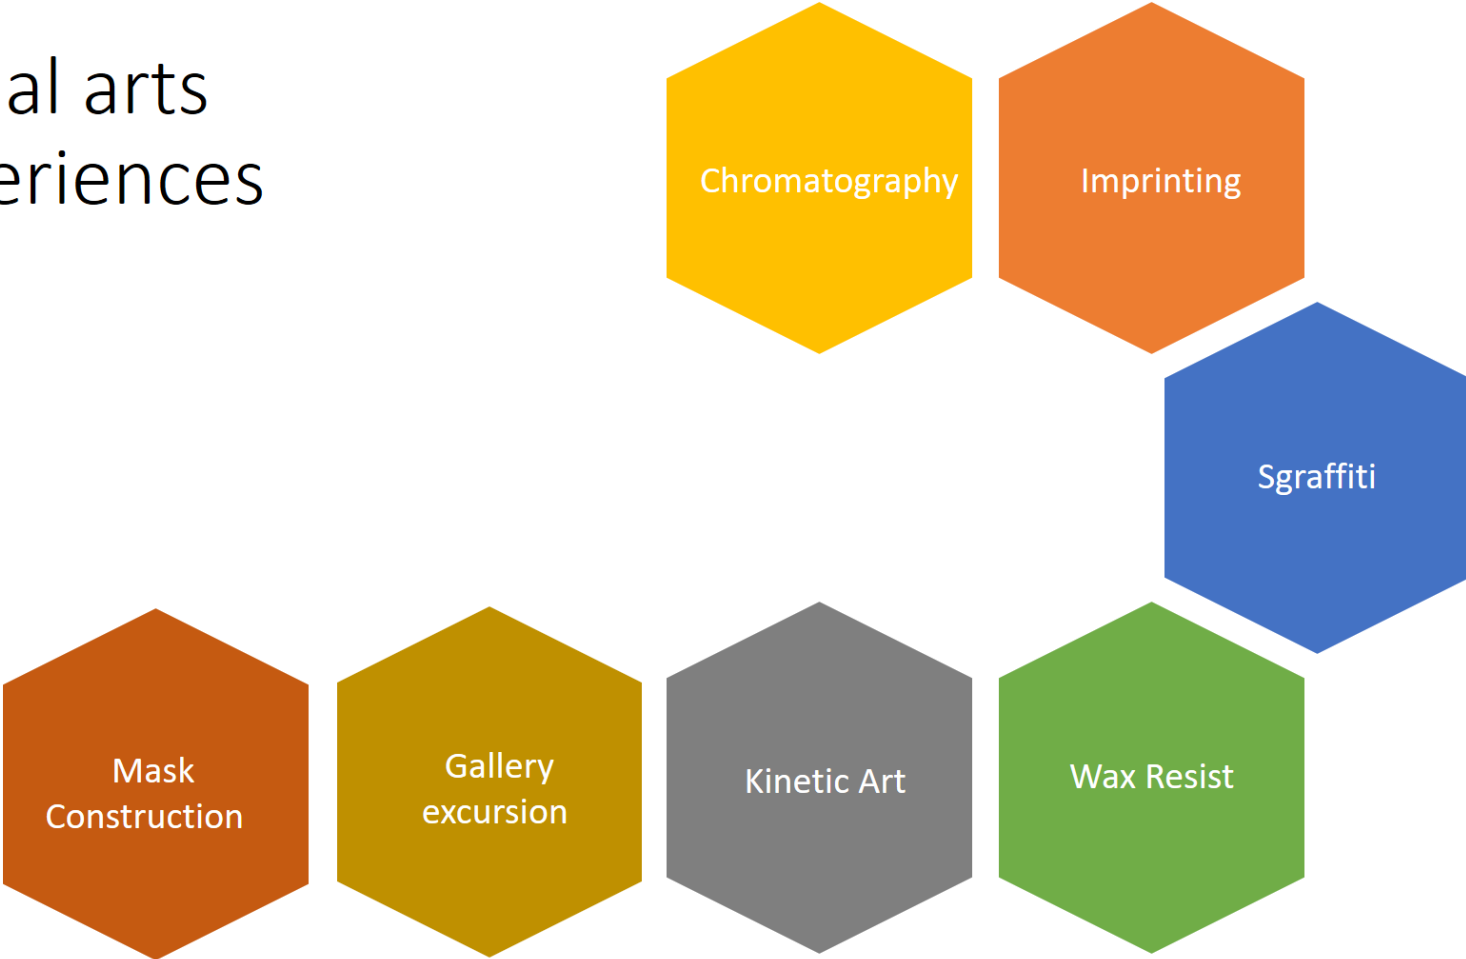 al arts
eriences
Chromatography
Imprinting
Sgraffiti
Mask
Construction
Gallery
excursion
Kinetic Art
Wax Resist